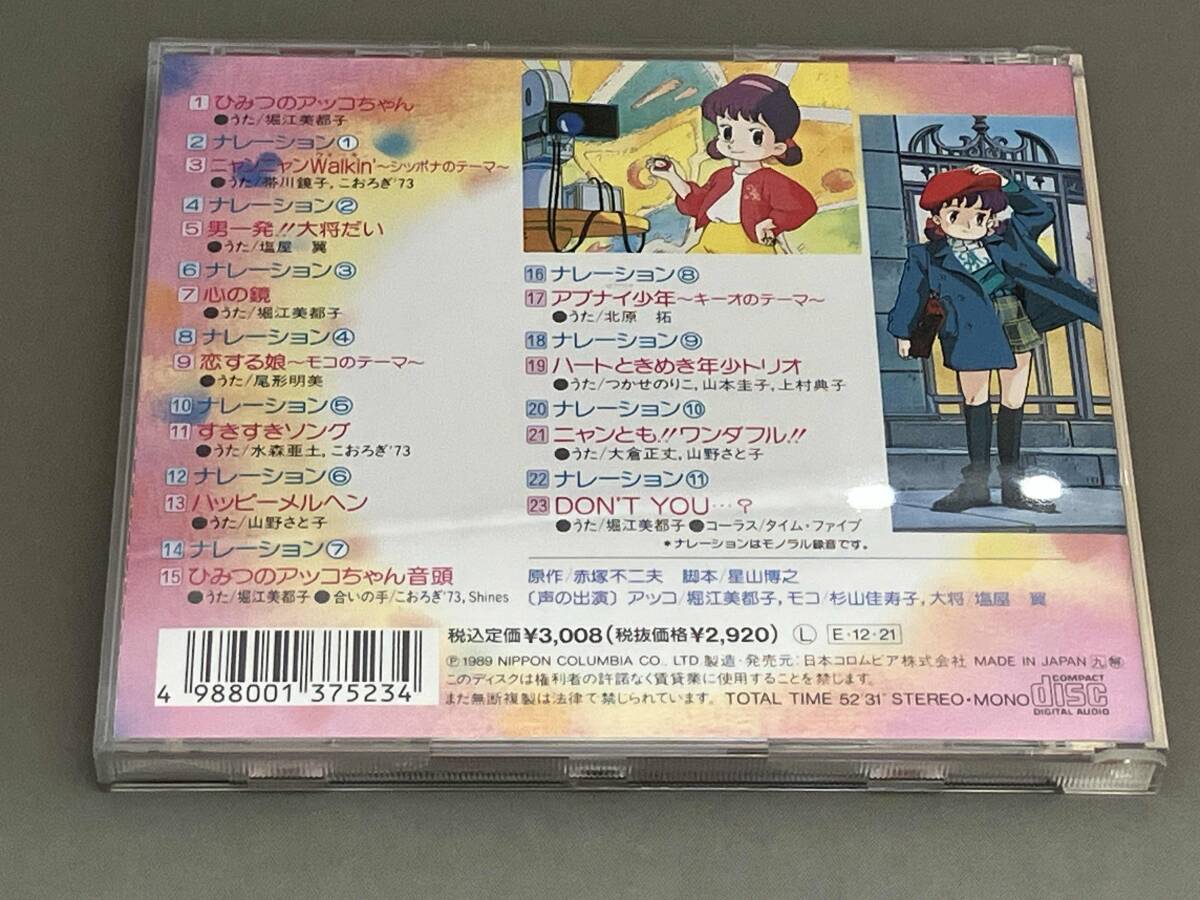 1 ひみつのアッコちゃん
●うた/堀江美都子
2 ナレーション①
3 ニャンニャンWalkin'～シッポナのテーマ～
●うた/帯川鏡子, こおろぎ'73
4 ナレーション②
5 男一発!!大将だい
●うた/塩屋 翼
6 ナレーション③
7 心の鏡
●うた/堀江美都子
8 ナレーション④
9 恋する娘～モコのテーマ～
●うた/尾形明美
10 ナレーション⑤
11 すきすきソング
●うた/水森亜土, こおろぎ'73
12 ナレーション⑥
13 ハッピーメルヘン
●うた/山野さと子
14 ナレーション⑦
15 ひみつのアッコちゃん音頭
●うた/堀江美都子 ●合いの手/こおろぎ'73, Shines
16 ナレーション⑧
17 アブナイ少年～キーオのテーマ～
●うた/北原 拓
18 ナレーション⑨
19 ハートときめき年少トリオ
●うた/つかせのりこ, 山本圭子, 上村典子
20 ナレーション⑩
21 ニャンとも!!ワンダフル!!
●うた/大倉正丈, 山野さと子
22 ナレーション⑪
23 DON'T YOU…?
●うた/堀江美都子 ●コーラス/タイム・ファイブ
*ナレーションはモノラル録音です。
原作/赤塚不二夫 脚本/星山博之
〔声の出演〕アッコ/堀江美都子, モコ/杉山佳寿子, 大将/塩屋 翼
税込定価¥3,008(税抜価格¥2,920) Ⓛ E・12・21
Ⓟ1989 NIPPON COLUMBIA CO., LTD 製造・発売元:日本コロムビア株式会社 MADE IN JAPAN 九
このディスクは権利者の許諾なく賃貸業に使用することを禁じます。
また無断複製は法律で禁じられています。 TOTAL TIME 52'31" STEREO・MONO
COMPACT disc DIGITAL AUDIO
4 988001 375234